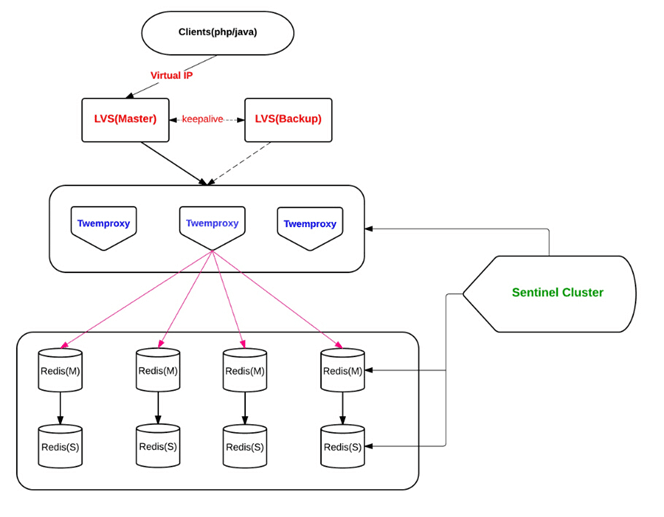 Clients(php/java)
Virtual IP
LVS(Master)
keepalive
LVS(Backup)
Twemproxy
Twemproxy
Twemproxy
Sentinel Cluster
Redis(M)
Redis(M)
Redis(M)
Redis(M)
Redis(S)
Redis(S)
Redis(S)
Redis(S)